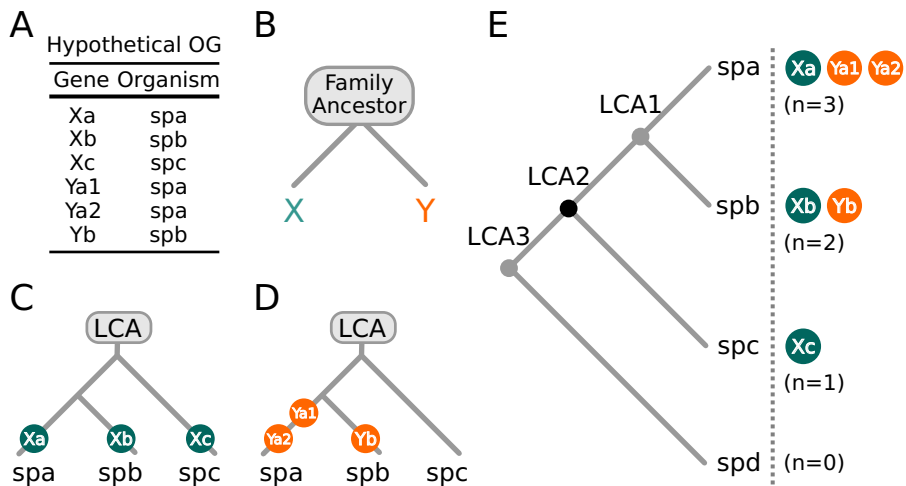 A
Hypothetical OG
Gene Organism
Xa spa
Xb spb
Xc spc
Ya1 spa
Ya2 spa
Yb spb
B
Family
Ancestor
X Y
C
LCA
Xa Xb Xc
spa spb spc
D
LCA
Ya1
Ya2 Yb
spa spb spc
E
spa Xa Ya1 Ya2
(n=3)
LCA1
LCA2
spb Xb Yb
(n=2)
LCA3
spc Xc
(n=1)
spd (n=0)